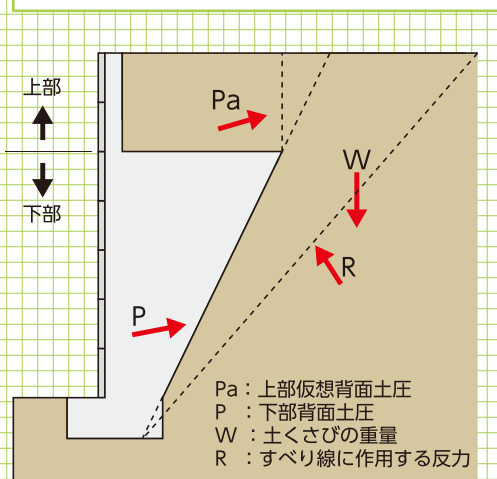 上部
下部
Pa
W
R
P
Pa：上部仮想背面土圧
P ：下部背面土圧
W ：土くさびの重量
R ：すべり線に作用する反力